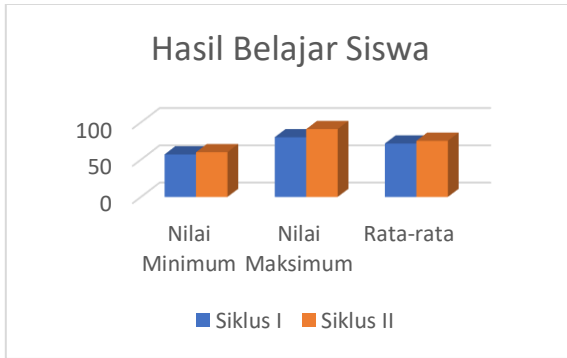 Hasil Belajar Siswa
100
50
0
Nilai
Minimum
Nilai
Maksimum
Rata-rata
Siklus I
Siklus II